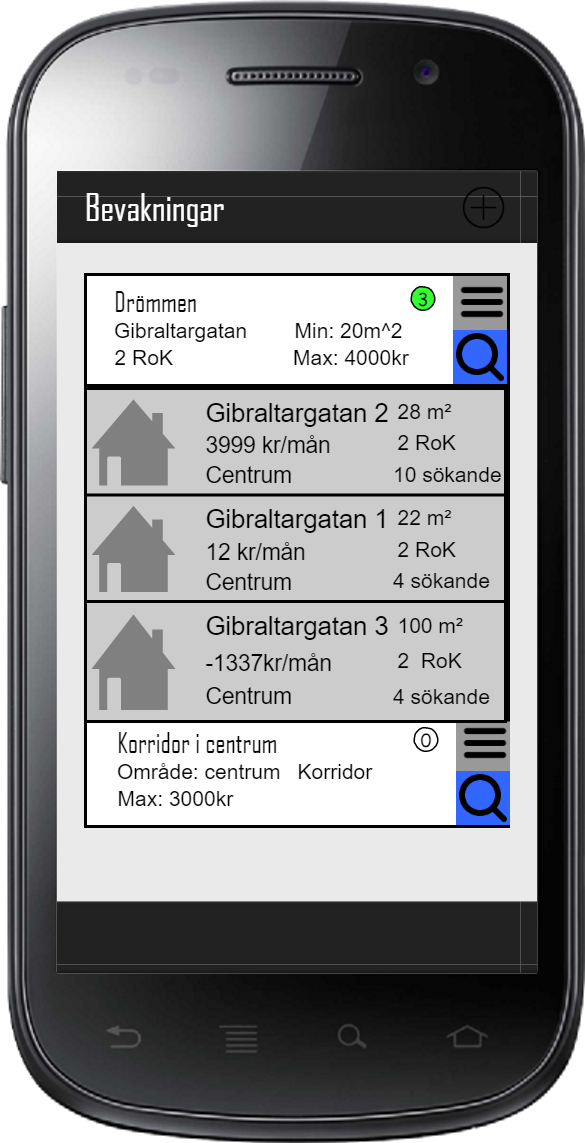 Bevakningar
Drömmen 3
Gibraltargatan Min: 20m^2
2 RoK Max: 4000kr
Gibraltargatan 2 28 m²
3999 kr/mån 2 RoK
Centrum 10 sökande
Gibraltargatan 1 22 m²
12 kr/mån 2 RoK
Centrum 4 sökande
Gibraltargatan 3 100 m²
-1337kr/mån 2 RoK
Centrum 4 sökande
Korridor i centrum 0
Område: centrum Korridor
Max: 3000kr